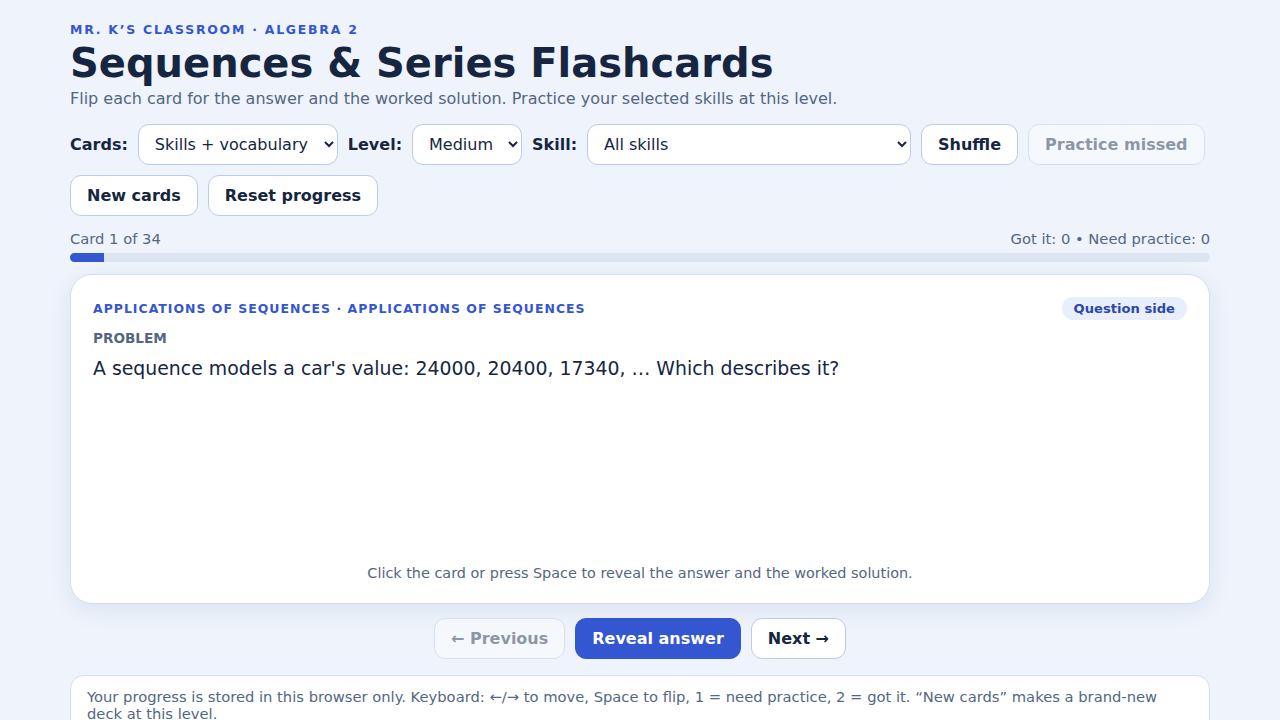 MR. K’S CLASSROOM · ALGEBRA 2
Sequences & Series Flashcards
Flip each card for the answer and the worked solution. Practice your selected skills at this level.
Cards: Skills + vocabulary Level: Medium Skill: All skills Shuffle Practice missed
New cards Reset progress
Card 1 of 34 Got it: 0 • Need practice: 0
APPLICATIONS OF SEQUENCES · APPLICATIONS OF SEQUENCES Question side
PROBLEM
A sequence models a car's value: 24000, 20400, 17340, … Which describes it?
Click the card or press Space to reveal the answer and the worked solution.
← Previous Reveal answer Next →
Your progress is stored in this browser only. Keyboard: ←/→ to move, Space to flip, 1 = need practice, 2 = got it. “New cards” makes a brand-new
deck at this level.